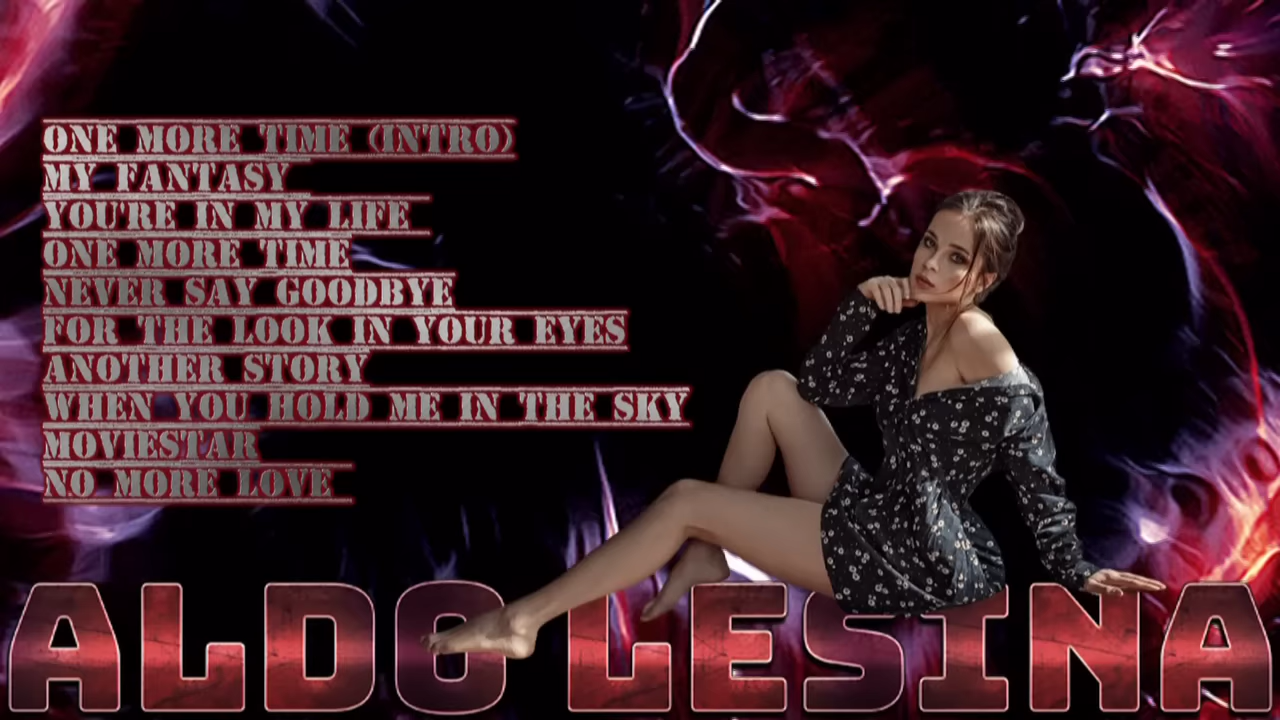 ONE MORE TIME (INTRO)
MY FANTASY
YOU'RE IN MY LIFE
ONE MORE TIME
NEVER SAY GOODBYE
FOR THE LOOK IN YOUR EYES
ANOTHER STORY
WHEN YOU HOLD ME IN THE SKY
MOVIESTAR
NO MORE LOVE
ALDO LESINA